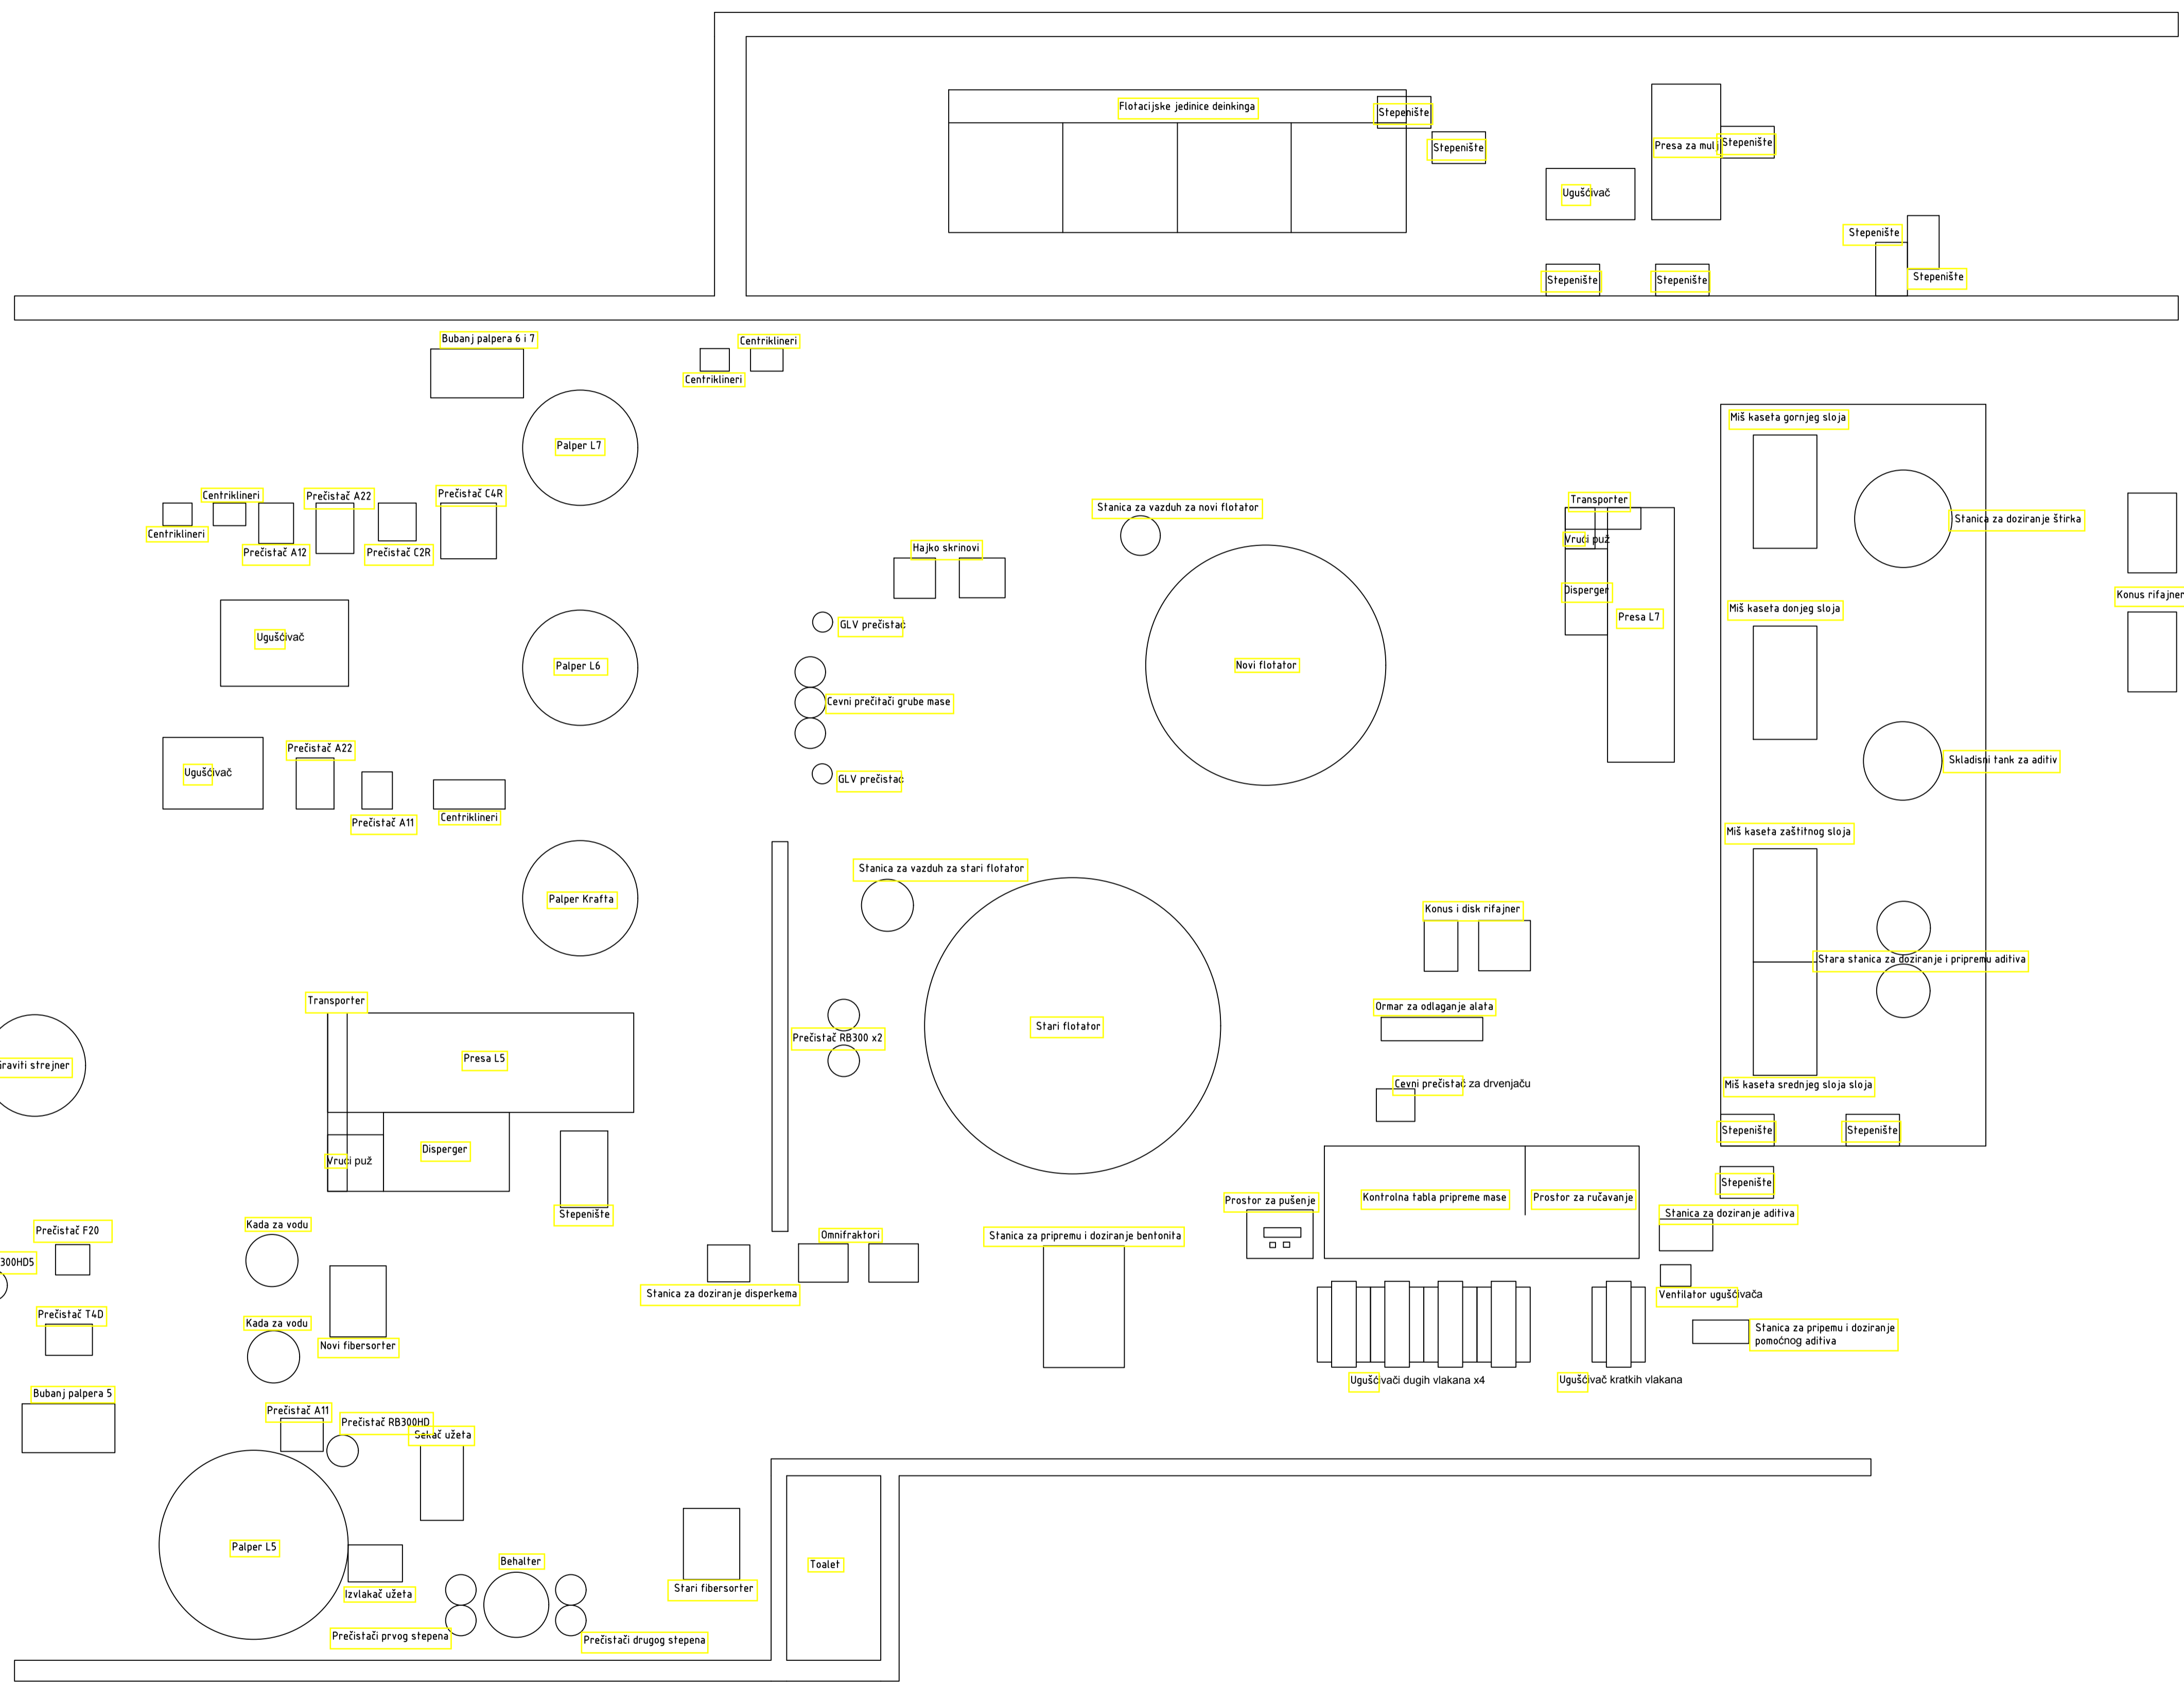 Flotacijske jedinice deinkinga
Stepenište
Stepenište
Presa za mulj
Stepenište
Ugušćivač
Stepenište
Stepenište
Stepenište
Stepenište
Bubanj palpera 6 i 7
Centriklineri
Centriklineri
Miš kaseta gornjeg sloja
Palper L7
Centriklineri
Prečistač A22
Prečistač C4R
Transporter
Stanica za vazduh za novi flotator
Stanica za doziranje štirka
Centriklineri
Prečistač A12
Prečistač C2R
Hajko skrinovi
Vrući puž
Disperger
Konus rifajner
Miš kaseta donjeg sloja
Presa L7
GLV prečistać
Ugušćivač
Palper L6
Novi flotator
Cevni prečitači grube mase
Prečistač A22
Skladisni tank za aditiv
Ugušćivač
GLV prečistać
Centriklineri
Prečistač A11
Miš kaseta zaštitnog sloja
Stanica za vazduh za stari flotator
Palper Krafta
Konus i disk rifajner
Stara stanica za doziranje i pripremu aditiva
Transporter
Ormar za odlaganje alata
Stari flotator
Prečistač RB300 x2
Presa L5
raviti strejner
Cevni prečistać za drvenjaču
Miš kaseta srednjeg sloja sloja
Stepenište
Stepenište
Disperger
Vrući puž
Stepenište
Kontrolna tabla pripreme mase
Prostor za ručavanje
Prostor za pušenje
Stepenište
Stanica za doziranje aditiva
Kada za vodu
Prečistač F20
Omnifraktori
Stanica za pripremu i doziranje bentonita
300HD5
Stanica za doziranje disperkema
Ventilator ugušćivača
Prečistač T4D
Kada za vodu
Stanica za pripemu i doziranje
pomoćnog aditiva
Novi fibersorter
Ugušćivači dugih vlakana x4
Ugušćivač kratkih vlakana
Bubanj palpera 5
Prečistač A11
Prečistač RB300HD
Sekač užeta
Palper L5
Behalter
Toalet
Stari fibersorter
Izvlakač užeta
Prečistači prvog stepena
Prečistači drugog stepena